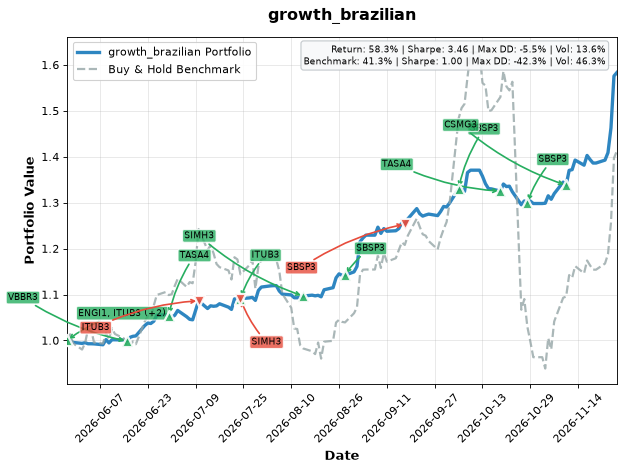 growth_brazilian
Return: 58.3% | Sharpe: 3.46 | Max DD: -5.5% | Vol: 13.6%
Benchmark: 41.3% | Sharpe: 1.00 | Max DD: -42.3% | Vol: 46.3%
growth_brazilian Portfolio
Buy & Hold Benchmark
Portfolio Value
1.6
1.5
1.4
1.3
1.2
1.1
1.0
CSMG3
TASA4
SBSP3
SIMH3
TASA4
ITUB3
SBSP3
SBSP3
VBBR3
ENGI1, ITUB3 (+2)
ITUB3
SIMH3
2026-06-07
2026-06-23
2026-07-09
2026-07-25
2026-08-10
2026-08-26
2026-09-11
2026-09-27
2026-10-13
2026-10-29
2026-11-14
Date